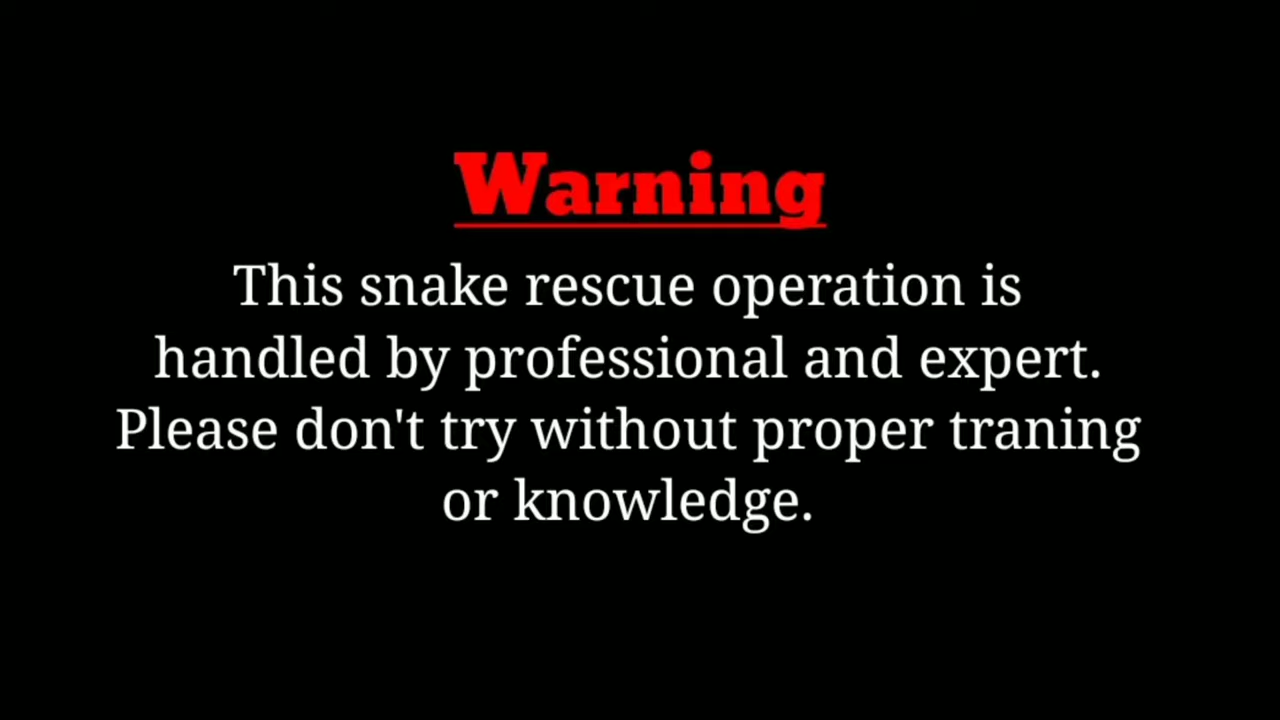 Warning
This snake rescue operation is
handled by professional and expert.
Please don't try without proper traning
or knowledge.